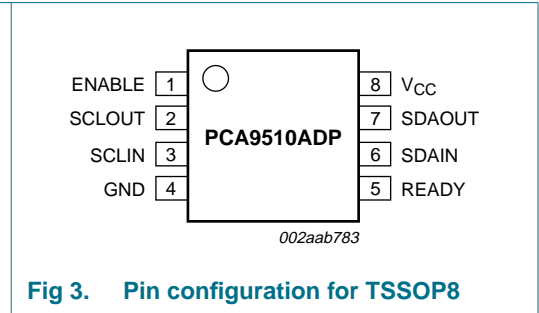 ENABLE 1 8 VCC
SCLOUT 2 7 SDAOUT
PCA9510ADP
SCLIN 3 6 SDAIN
GND 4 5 READY
002aab783
Fig 3. Pin configuration for TSSOP8